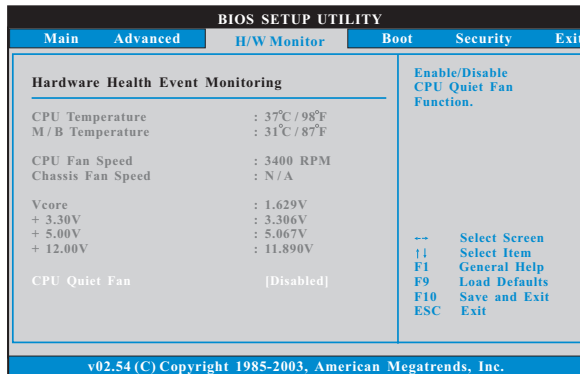 BIOS SETUP UTILITY
Main Advanced H/W Monitor Boot Security Exit
Hardware Health Event Monitoring
CPU Temperature : 37°C / 98°F
M / B Temperature : 31°C / 87°F
CPU Fan Speed : 3400 RPM
Chassis Fan Speed : N / A
Vcore : 1.629V
+ 3.30V : 3.306V
+ 5.00V : 5.067V
+ 12.00V : 11.890V
CPU Quiet Fan [Disabled]
Enable/Disable
CPU Quiet Fan
Function.
←→ Select Screen
↑↓ Select Item
F1 General Help
F9 Load Defaults
F10 Save and Exit
ESC Exit
v02.54 (C) Copyright 1985-2003, American Megatrends, Inc.